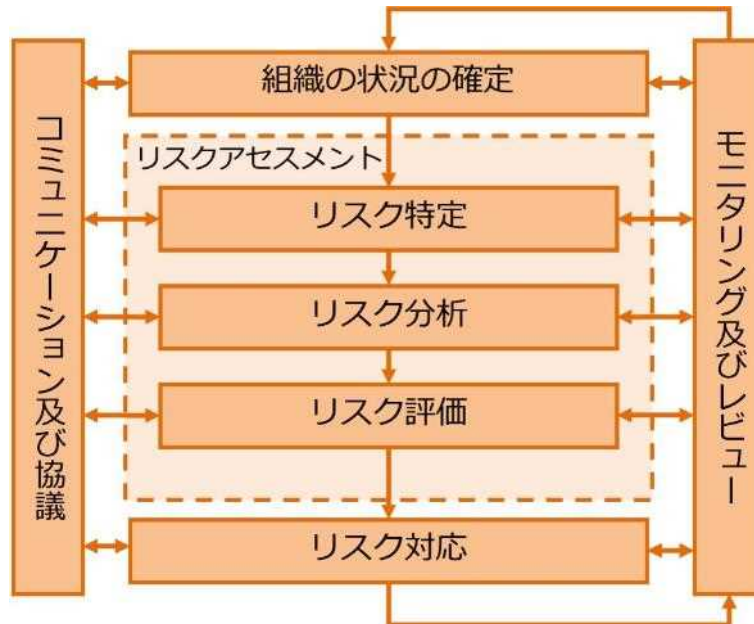 組織の状況の確定
リスクアセスメント
リスク特定
リスク分析
リスク評価
リスク対応
コミュニケーション及び協議
モニタリング及びレビュー